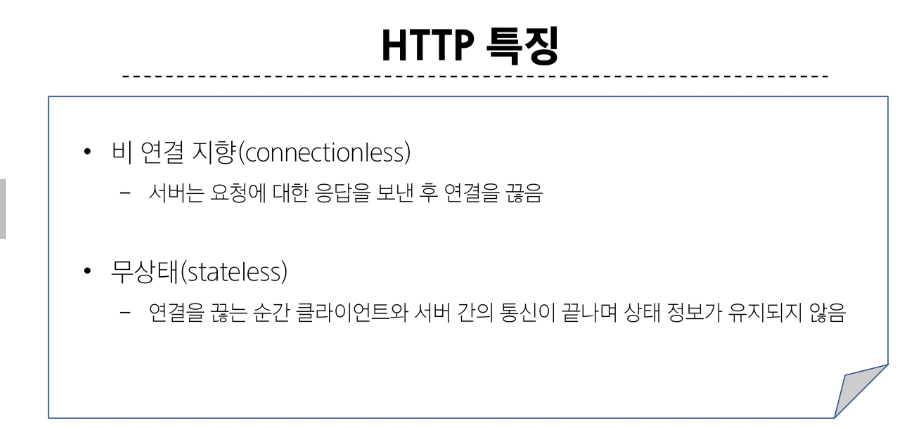 HTTP 특징
• 비 연결 지향(connectionless)
– 서버는 요청에 대한 응답을 보낸 후 연결을 끊음
• 무상태(stateless)
– 연결을 끊는 순간 클라이언트와 서버 간의 통신이 끝나며 상태 정보가 유지되지 않음